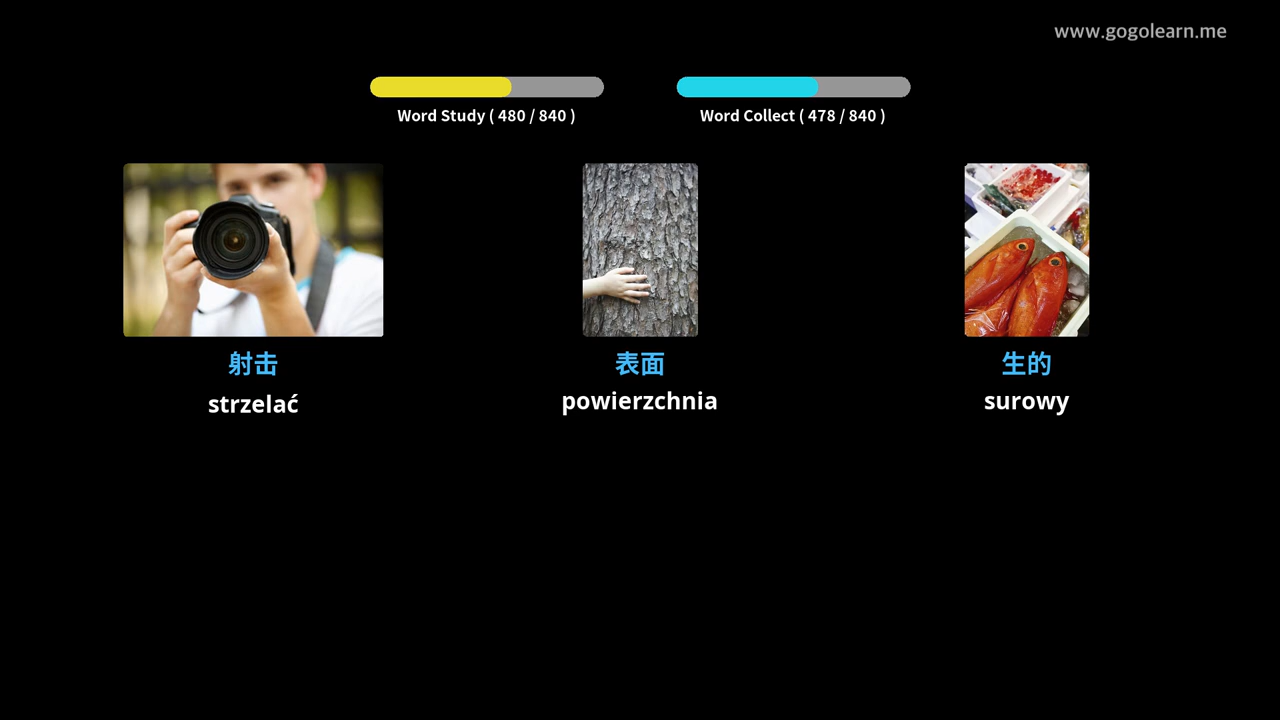 www.gogolearn.me
Word Study ( 480 / 840 )
Word Collect ( 478 / 840 )
射击
strzelać
表面
powierzchnia
生的
surowy